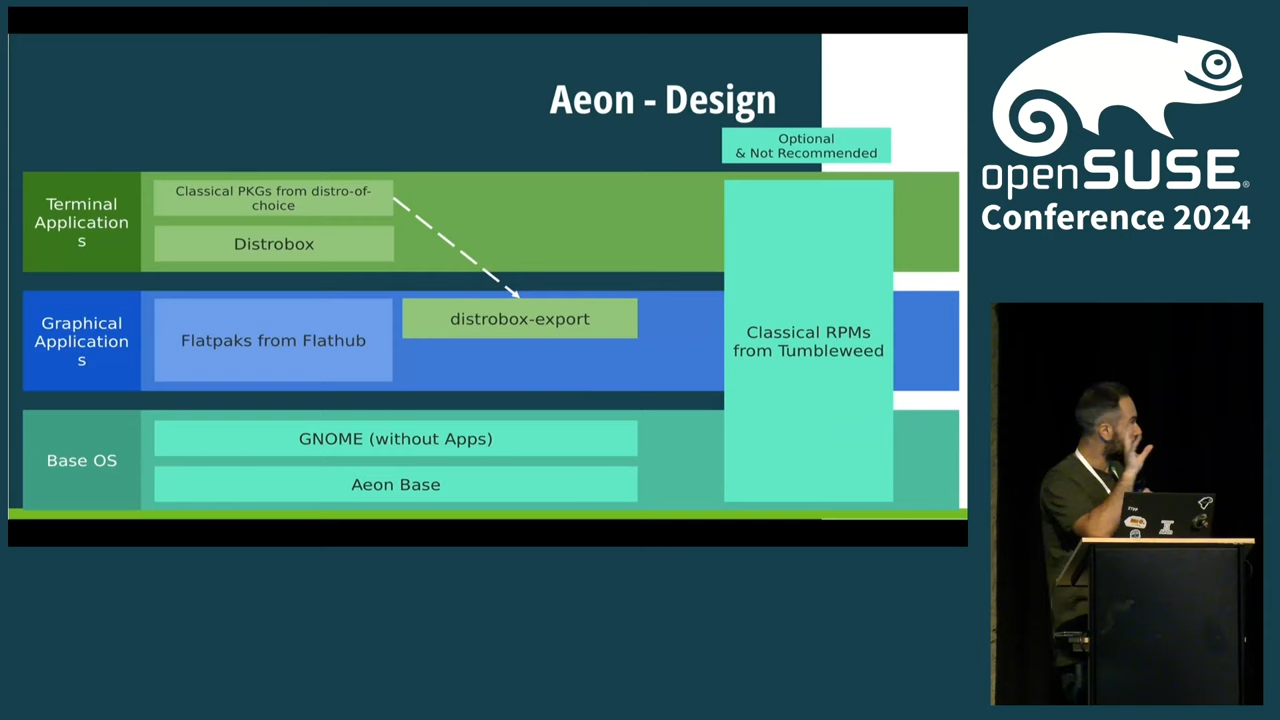 Aeon - Design
Optional
& Not Recommended
Terminal
Application
s
Classical PKGs from distro-of-
choice
Distrobox
Graphical
Application
s
Flatpaks from Flathub
distrobox-export
Classical RPMs
from Tumbleweed
Base OS
GNOME (without Apps)
Aeon Base
openSUSE®
Conference 2024